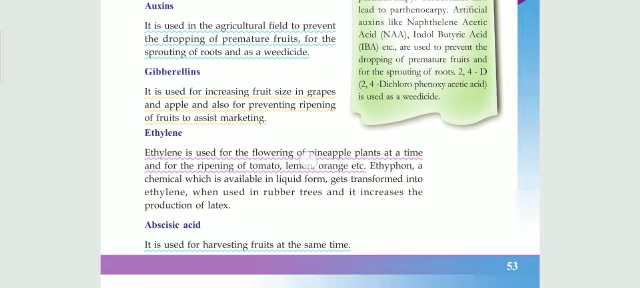 Auxins
It is used in the agricultural field to prevent
the dropping of premature fruits, for the
sprouting of roots and as a weedicide.
Gibberellins
It is used for increasing fruit size in grapes
and apple and also for preventing ripening
of fruits to assist marketing.
Ethylene
Ethylene is used for the flowering of pineapple plants at a time
and for the ripening of tomato, lemon, orange etc. Ethyphon, a
chemical which is available in liquid form, gets transformed into
ethylene, when used in rubber trees and it increases the
production of latex.
Abscisic acid
It is used for harvesting fruits at the same time.
lead to parthenocarpy. Artificial
auxins like Naphthelene Acetic
Acid (NAA), Indol Butyric Acid
(IBA) etc., are used to prevent the
dropping of premature fruits and
for the sprouting of roots. 2, 4 - D
(2, 4 -Dichloro phenoxy acetic acid)
is used as a weedicide.
53